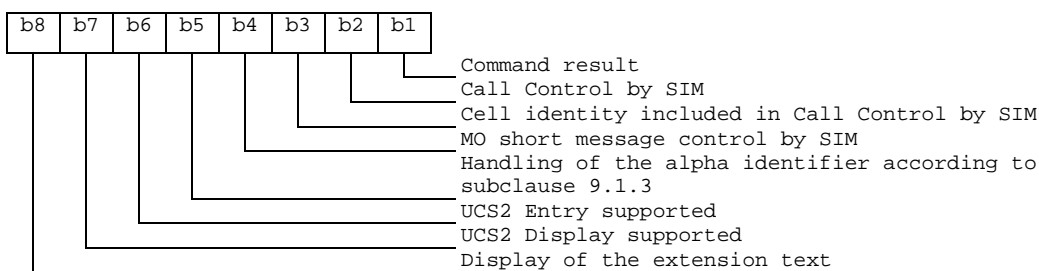 b8 b7 b6 b5 b4 b3 b2 b1
Command result
Call Control by SIM
Cell identity included in Call Control by SIM
MO short message control by SIM
Handling of the alpha identifier according to
subclause 9.1.3
UCS2 Entry supported
UCS2 Display supported
Display of the extension text